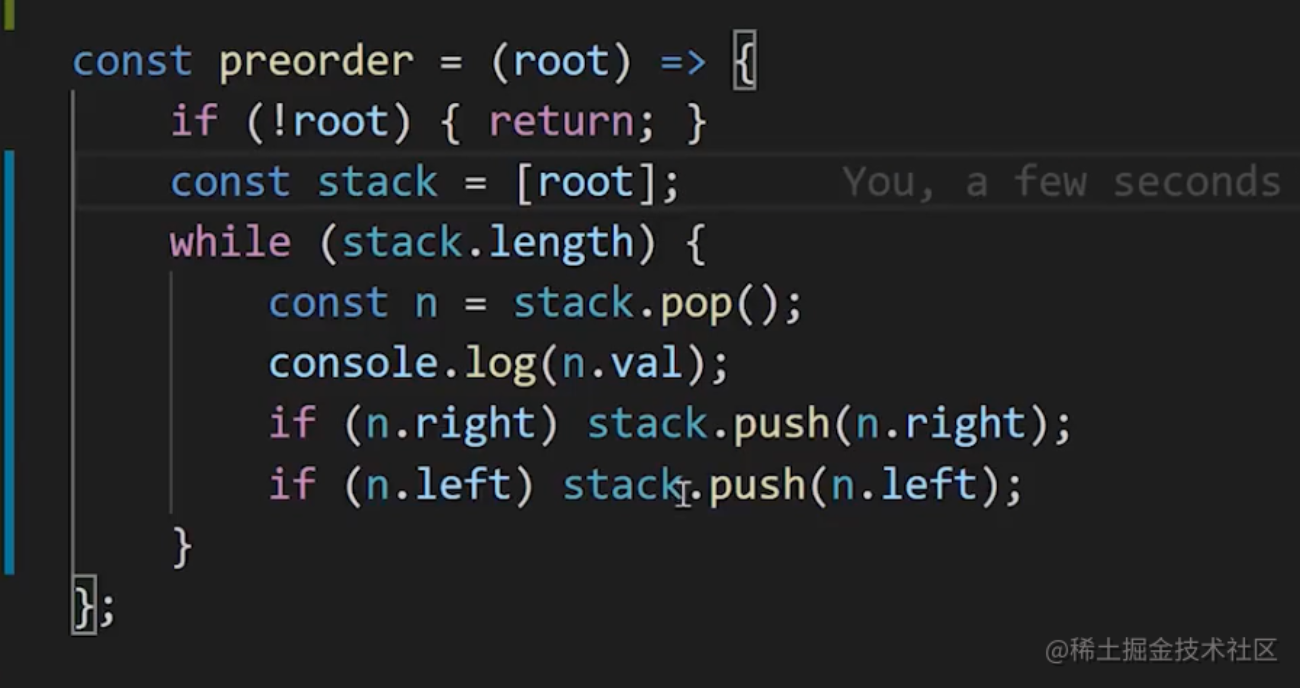 const preorder = (root) => {
    if (!root) { return; }
    const stack = [root]; You, a few seconds
    while (stack.length) {
        const n = stack.pop();
        console.log(n.val);
        if (n.right) stack.push(n.right);
        if (n.left) stack.push(n.left);
    }
};
@稀土掘金技术社区